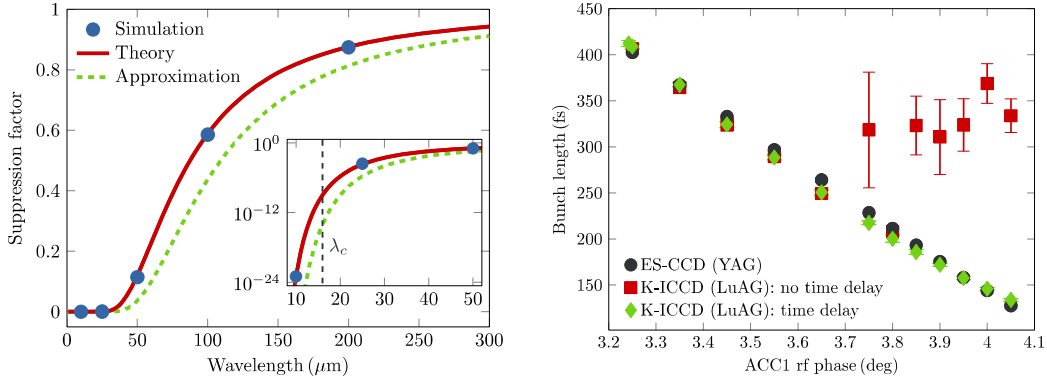 Simulation
Theory
Approximation
Suppression factor
1
0.8
0.6
0.4
0.2
0
0 50 100 150 200 250 300
Wavelength (μm)
10^0
10^−12
10^−24
λc
10 20 30 40 50
Bunch length (fs)
450
400
350
300
250
200
150
ES-CCD (YAG)
K-ICCD (LuAG): no time delay
K-ICCD (LuAG): time delay
3.2 3.3 3.4 3.5 3.6 3.7 3.8 3.9 4 4.1
ACC1 rf phase (deg)